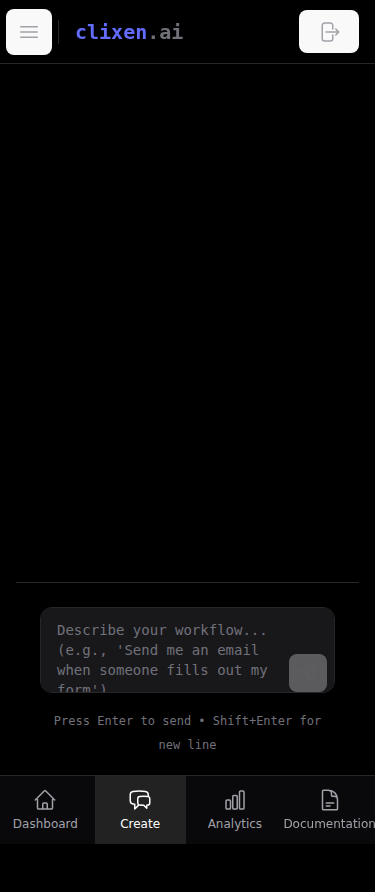 clixen.ai
Describe your workflow...
(e.g., 'Send me an email
when someone fills out my
form')
Press Enter to send • Shift+Enter for
new line
Dashboard
Create
Analytics
Documentation